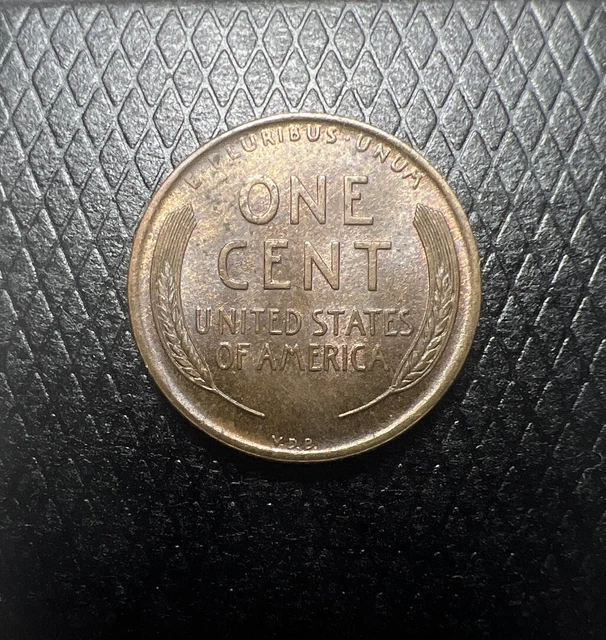 E·PLURIBUS·UNUM
ONE
CENT
UNITED STATES
OF AMERICA
V.D.B.